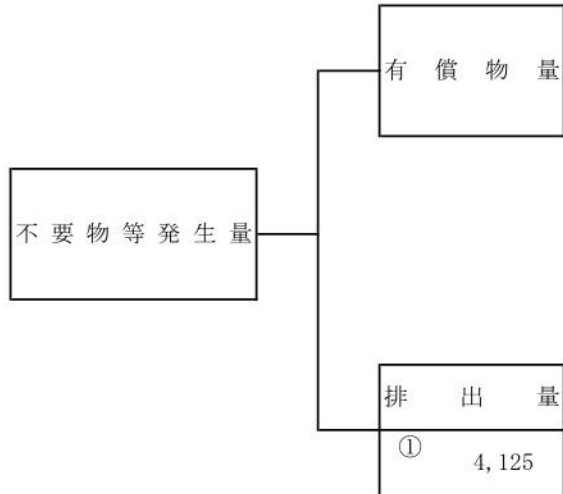 有償物量
不要物等発生量
排出量
①
4,125